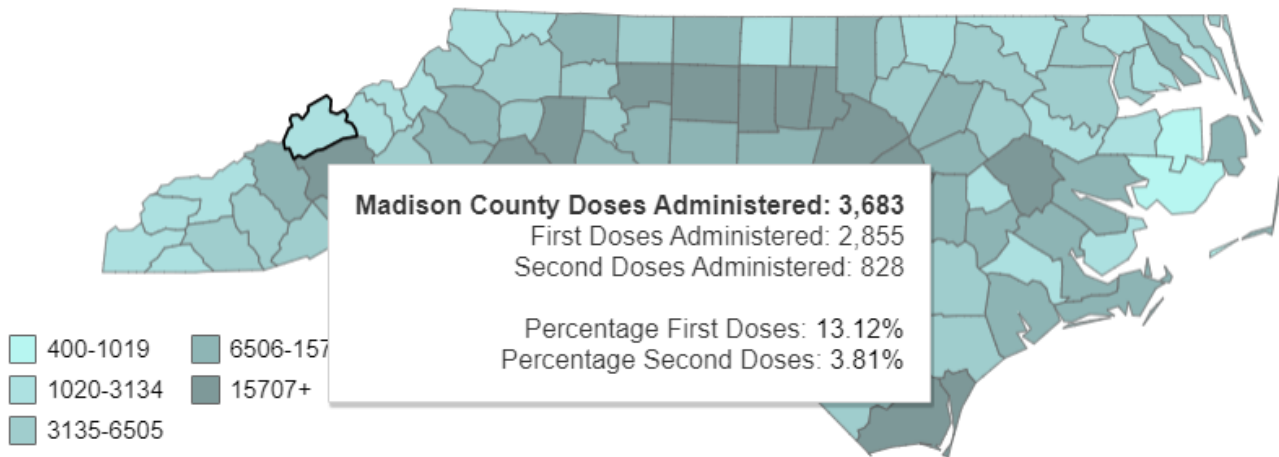 Madison County Doses Administered: 3,683
First Doses Administered: 2,855
Second Doses Administered: 828
Percentage First Doses: 13.12%
Percentage Second Doses: 3.81%
400-1019
1020-3134
3135-6505
6506-157
15707+